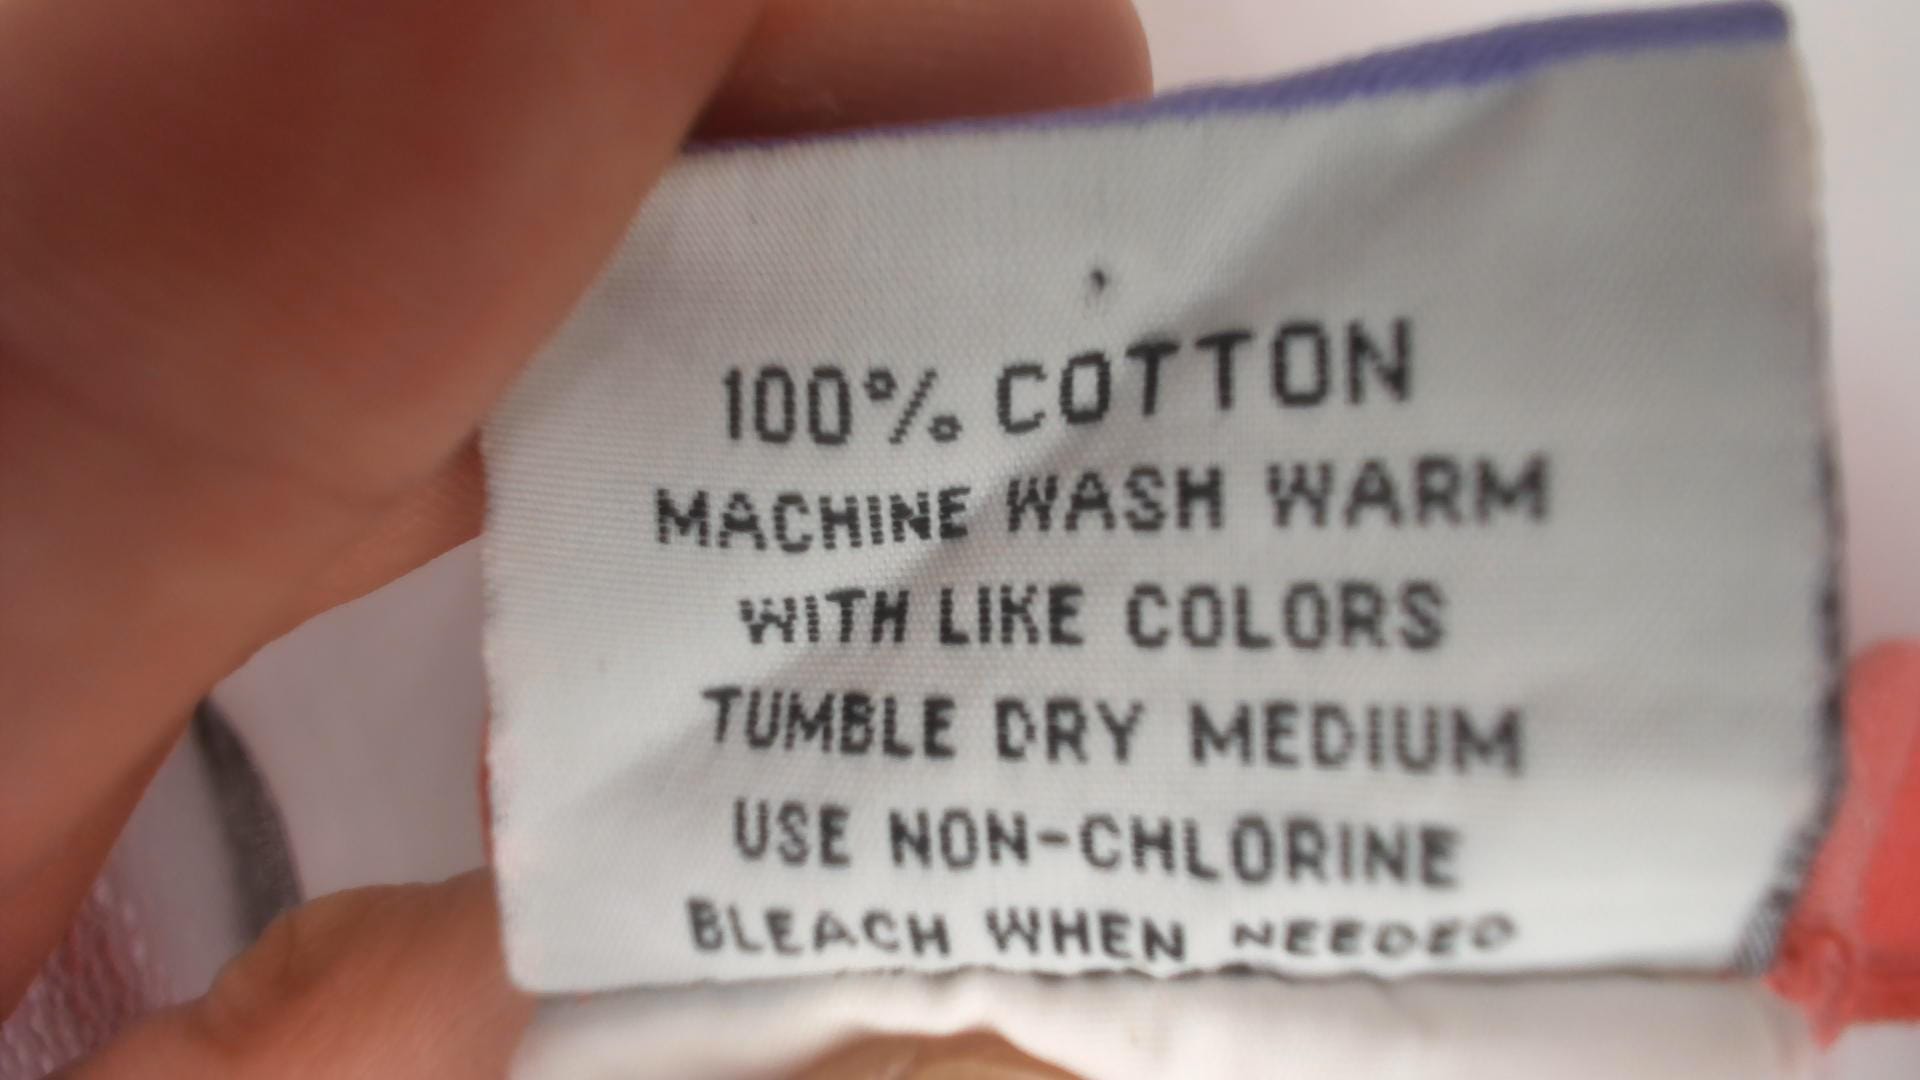 100% COTTON
MACHINE WASH WARM
WITH LIKE COLORS
TUMBLE DRY MEDIUM
USE NON-CHLORINE
BLEACH WHEN NEEDED